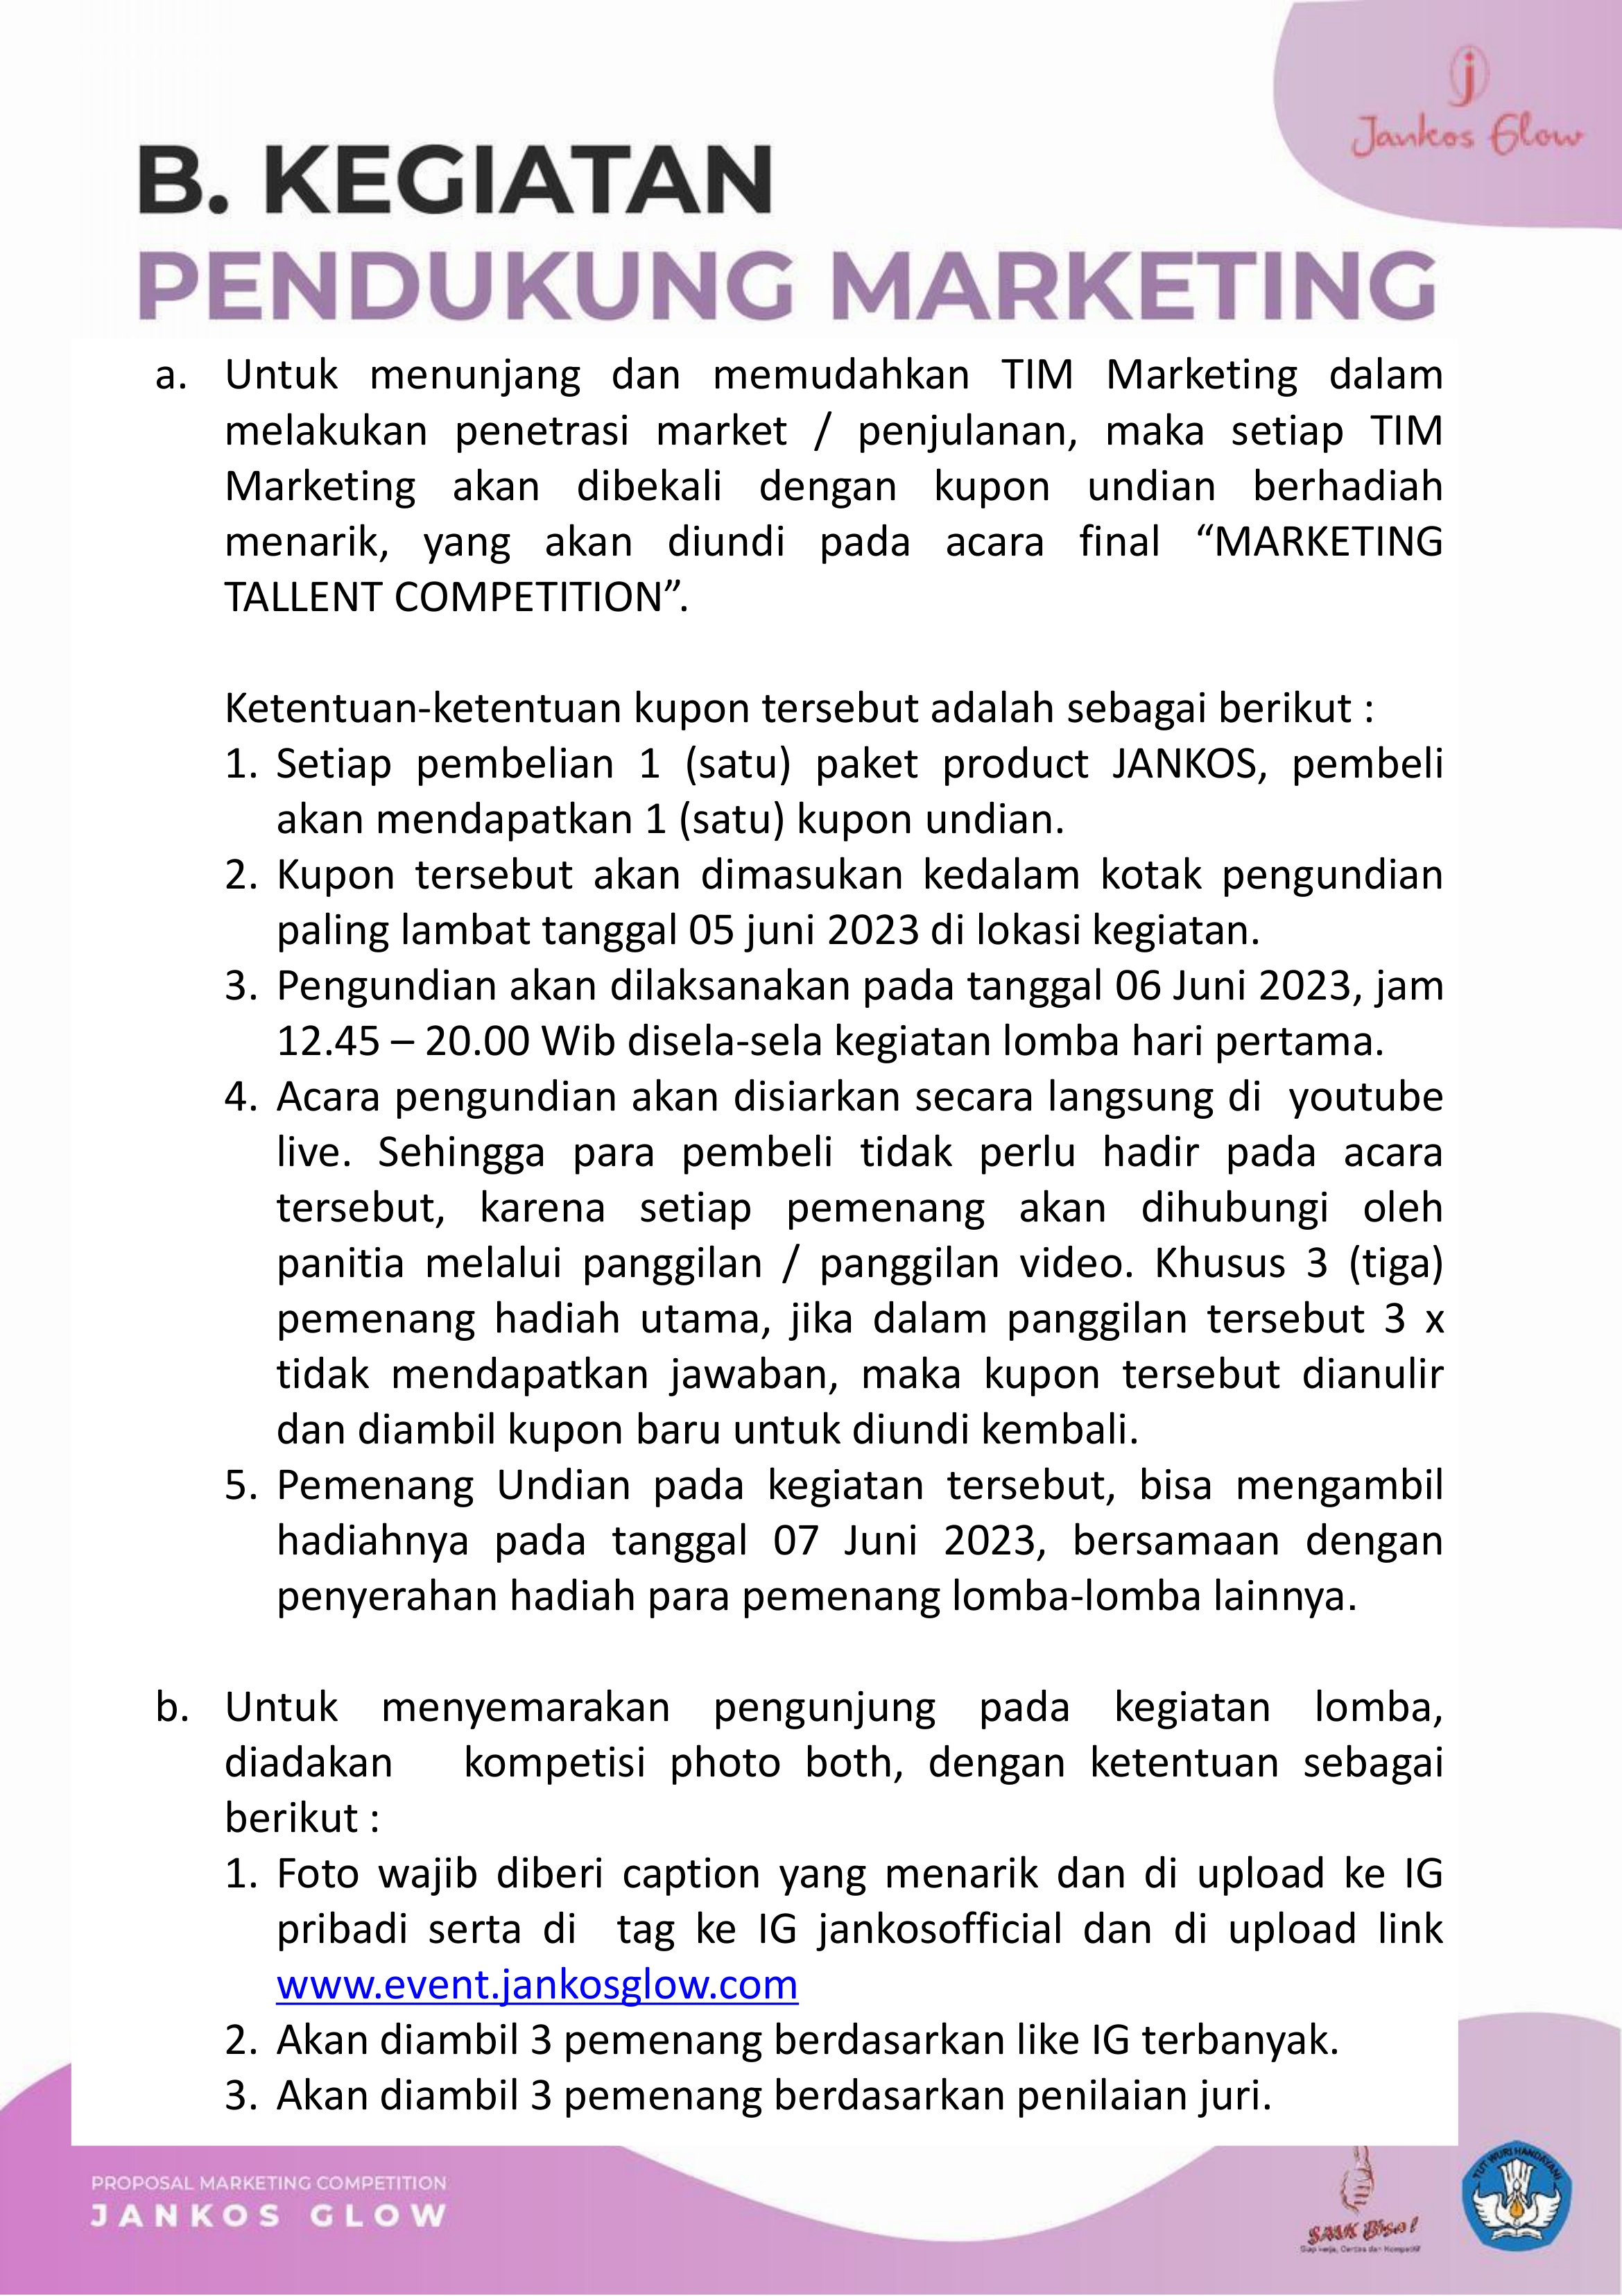 Jankos Glow
B. KEGIATAN
PENDUKUNG MARKETING
a. Untuk menunjang dan memudahkan TIM Marketing dalam
melakukan penetrasi market / penjulanan, maka setiap TIM
Marketing akan dibekali dengan kupon undian berhadiah
menarik, yang akan diundi pada acara final “MARKETING
TALLENT COMPETITION”.
Ketentuan-ketentuan kupon tersebut adalah sebagai berikut :
1. Setiap pembelian 1 (satu) paket product JANKOS, pembeli
akan mendapatkan 1 (satu) kupon undian.
2. Kupon tersebut akan dimasukan kedalam kotak pengundian
paling lambat tanggal 05 juni 2023 di lokasi kegiatan.
3. Pengundian akan dilaksanakan pada tanggal 06 Juni 2023, jam
12.45 – 20.00 Wib disela-sela kegiatan lomba hari pertama.
4. Acara pengundian akan disiarkan secara langsung di youtube
live. Sehingga para pembeli tidak perlu hadir pada acara
tersebut, karena setiap pemenang akan dihubungi oleh
panitia melalui panggilan / panggilan video. Khusus 3 (tiga)
pemenang hadiah utama, jika dalam panggilan tersebut 3 x
tidak mendapatkan jawaban, maka kupon tersebut dianulir
dan diambil kupon baru untuk diundi kembali.
5. Pemenang Undian pada kegiatan tersebut, bisa mengambil
hadiahnya pada tanggal 07 Juni 2023, bersamaan dengan
penyerahan hadiah para pemenang lomba-lomba lainnya.
b. Untuk menyemarakan pengunjung pada kegiatan lomba,
diadakan kompetisi photo both, dengan ketentuan sebagai
berikut :
1. Foto wajib diberi caption yang menarik dan di upload ke IG
pribadi serta di tag ke IG jankosofficial dan di upload link
www.event.jankosglow.com
2. Akan diambil 3 pemenang berdasarkan like IG terbanyak.
3. Akan diambil 3 pemenang berdasarkan penilaian juri.
PROPOSAL MARKETING COMPETITION
JANKOS GLOW
SMK Bisa!
Siap kerja, Cerdas dan Kompetitif
TUT WURI HANDAYANI